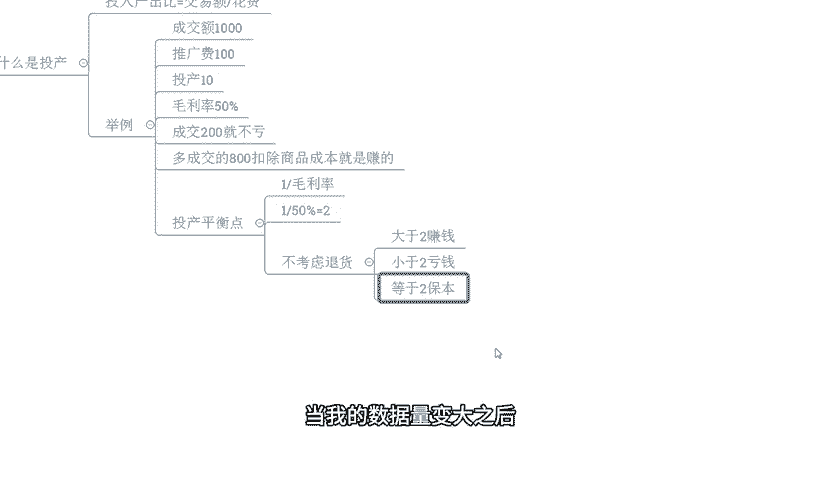 投入产出比=交易额/花费
什么是投产
举例
成交额1000
推广费100
投产10
毛利率50%
成交200就不亏
多成交的800扣除商品成本就是赚的
投产平衡点
1/毛利率
1/50%=2
不考虑退货
大于2赚钱
小于2亏钱
等于2保本
当我的数据量变大之后